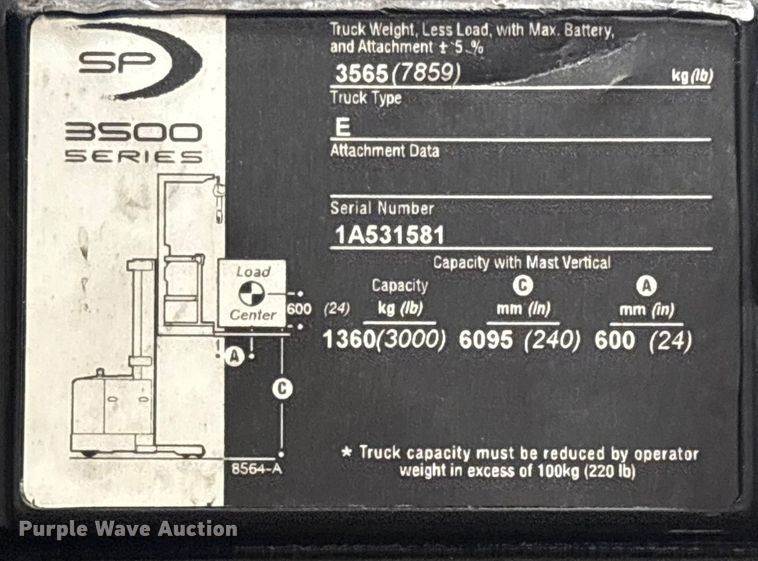 SP
3500
SERIES
Truck Weight, Less Load, with Max. Battery,
and Attachment ± 5 %
3565 (7859) kg (lb)
Truck Type
E
Attachment Data
Serial Number
1A531581
Capacity with Mast Vertical
Capacity C A
kg (lb) mm (In) mm (in)
1360(3000) 6095 (240) 600 (24)
Load
Center
600 (24)
A
C
8564-A
* Truck capacity must be reduced by operator
weight in excess of 100kg (220 lb)
Purple Wave Auction